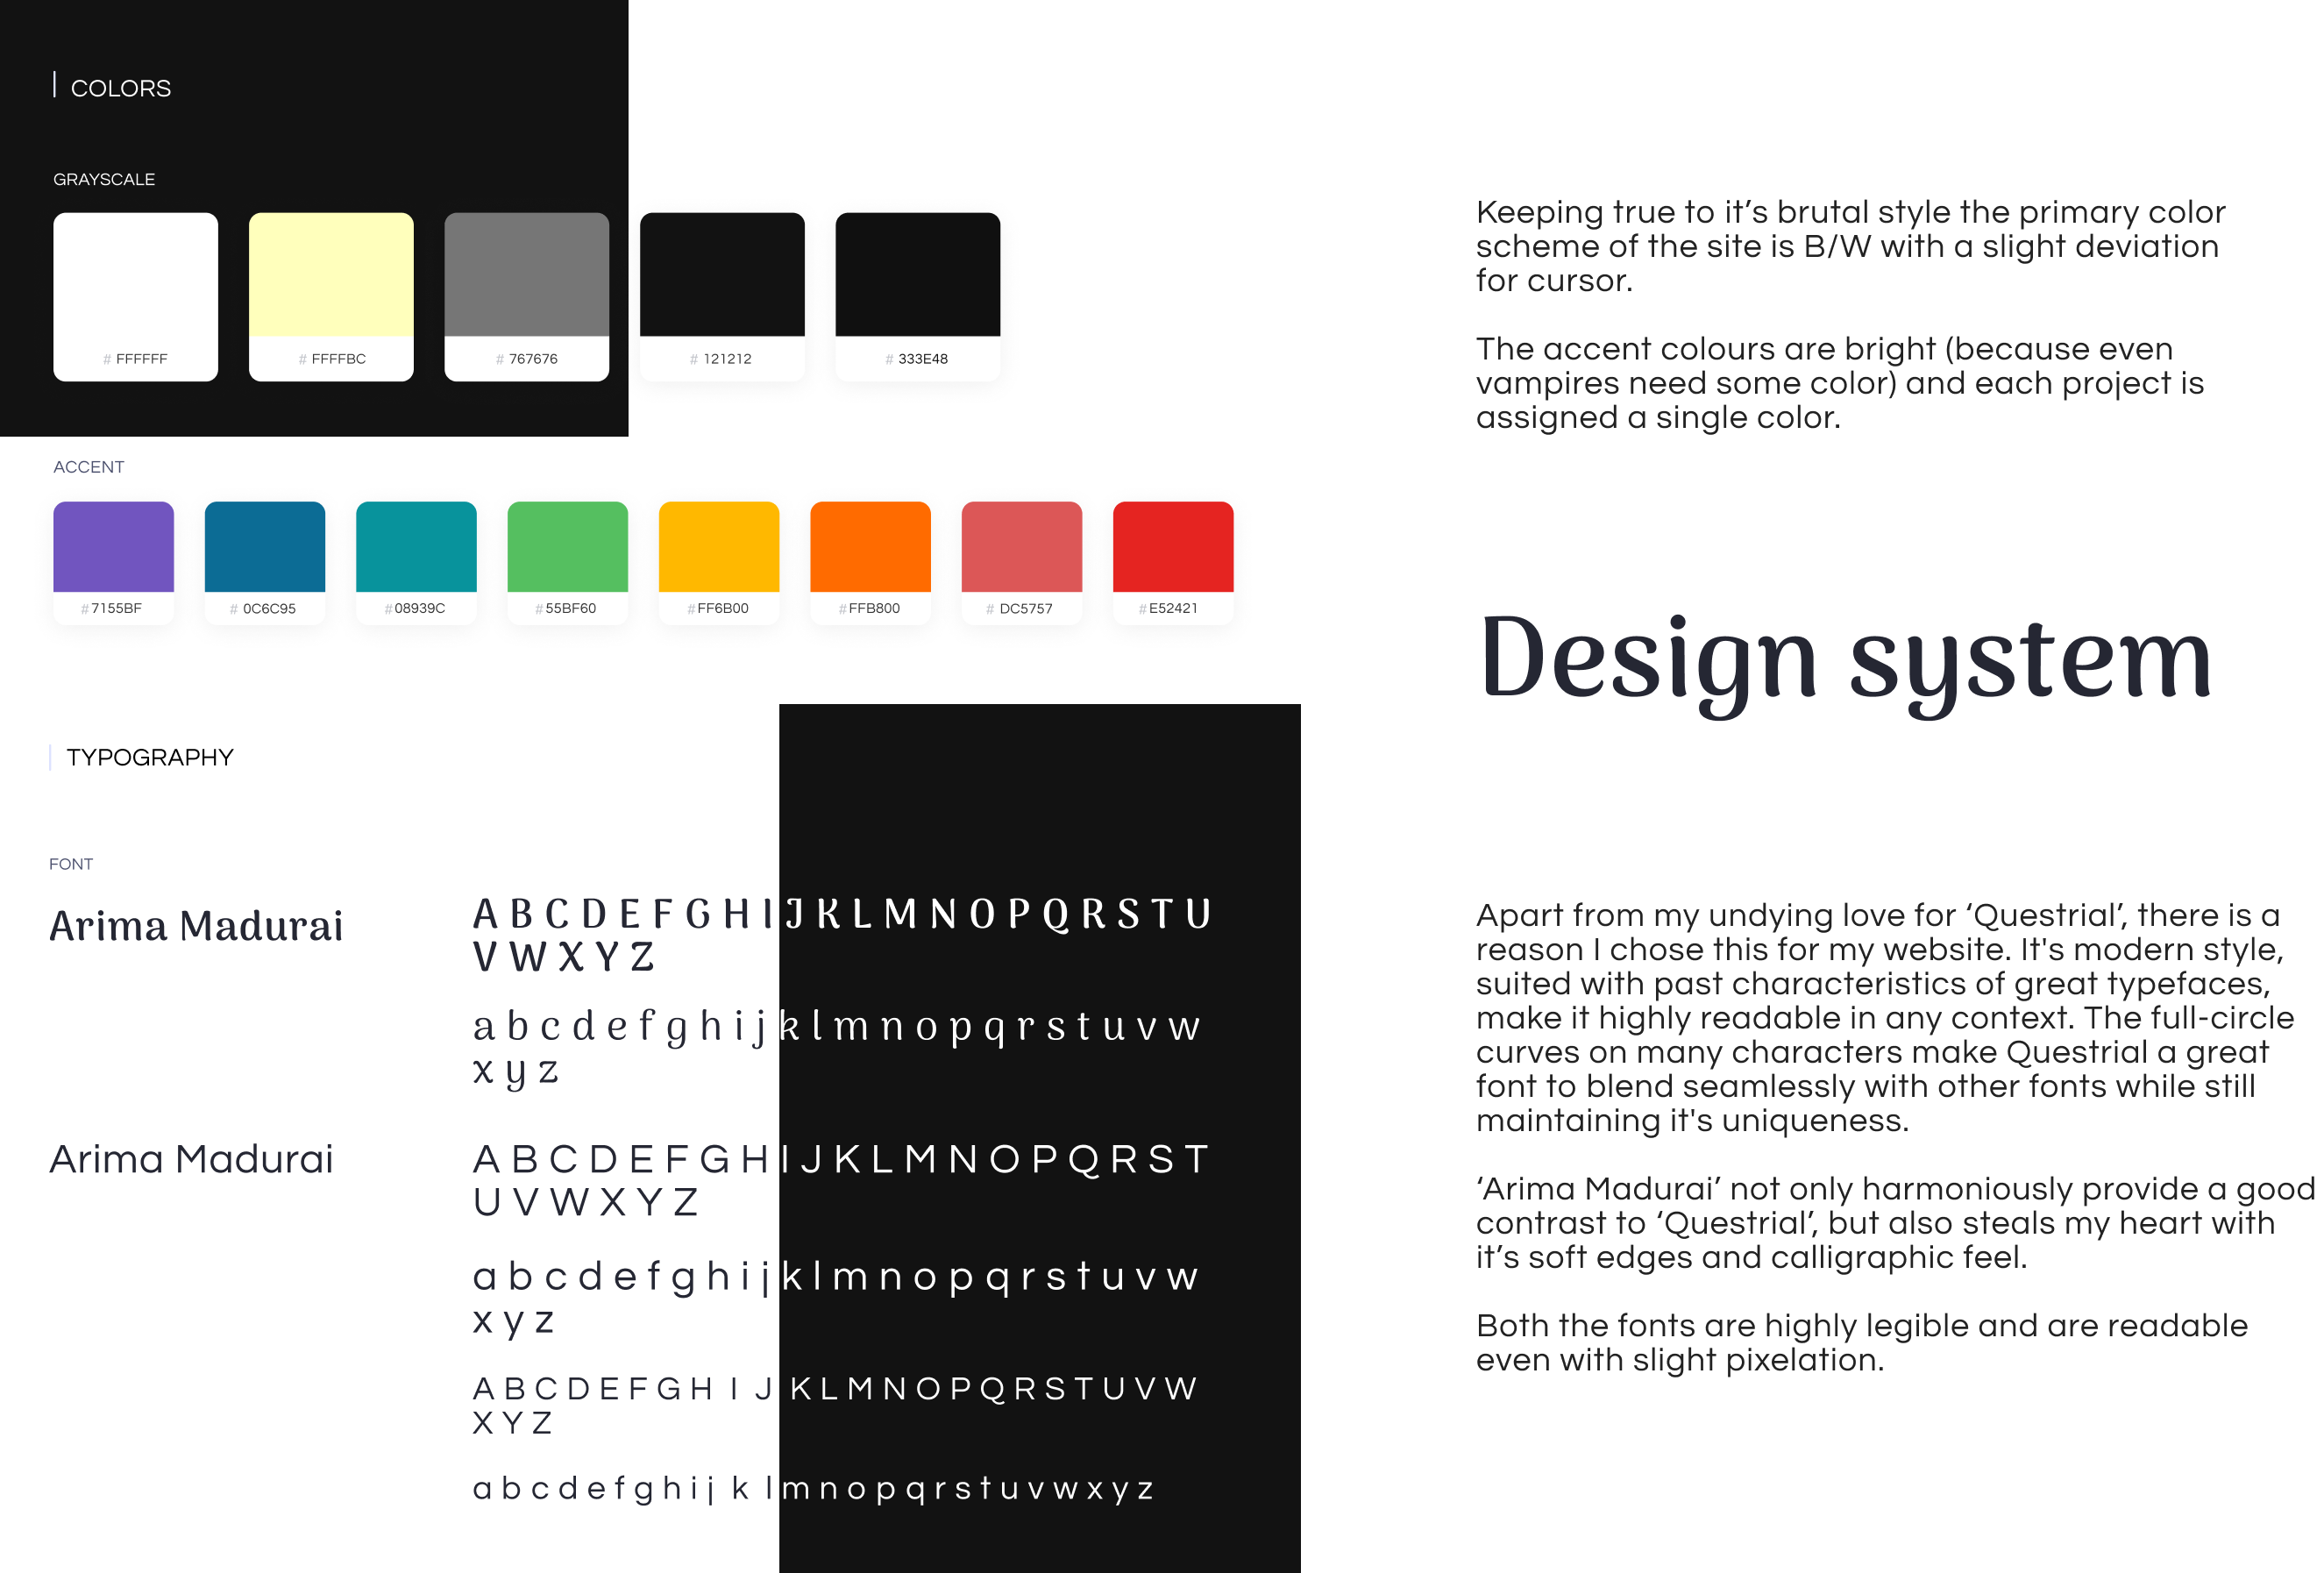 COLORS
GRAYSCALE
# FFFFFF
# FFFFBC
# 767676
# 121212
# 333E48
ACCENT
# 7155BF
# 0C6C95
# 08939C
# 55BF60
# FF6B00
# FFB800
# DC5757
# E52421
TYPOGRAPHY
FONT
Arima Madurai
A B C D E F G H I J K L M N O P Q R S T U
V W X Y Z
a b c d e f g h i j k l m n o p q r s t u v w
x y z
Arima Madurai
A B C D E F G H I J K L M N O P Q R S T
U V W X Y Z
a b c d e f g h i j k l m n o p q r s t u v w
x y z
A B C D E F G H I J K L M N O P Q R S T U V W
X Y Z
a b c d e f g h i j k l m n o p q r s t u v w x y z
Keeping true to it’s brutal style the primary color
scheme of the site is B/W with a slight deviation
for cursor.
The accent colours are bright (because even
vampires need some color) and each project is
assigned a single color.
Design system
Apart from my undying love for ‘Questrial’, there is a
reason I chose this for my website. It's modern style,
suited with past characteristics of great typefaces,
make it highly readable in any context. The full-circle
curves on many characters make Questrial a great
font to blend seamlessly with other fonts while still
maintaining it's uniqueness.
‘Arima Madurai’ not only harmoniously provide a good
contrast to ‘Questrial’, but also steals my heart with
it’s soft edges and calligraphic feel.
Both the fonts are highly legible and are readable
even with slight pixelation.